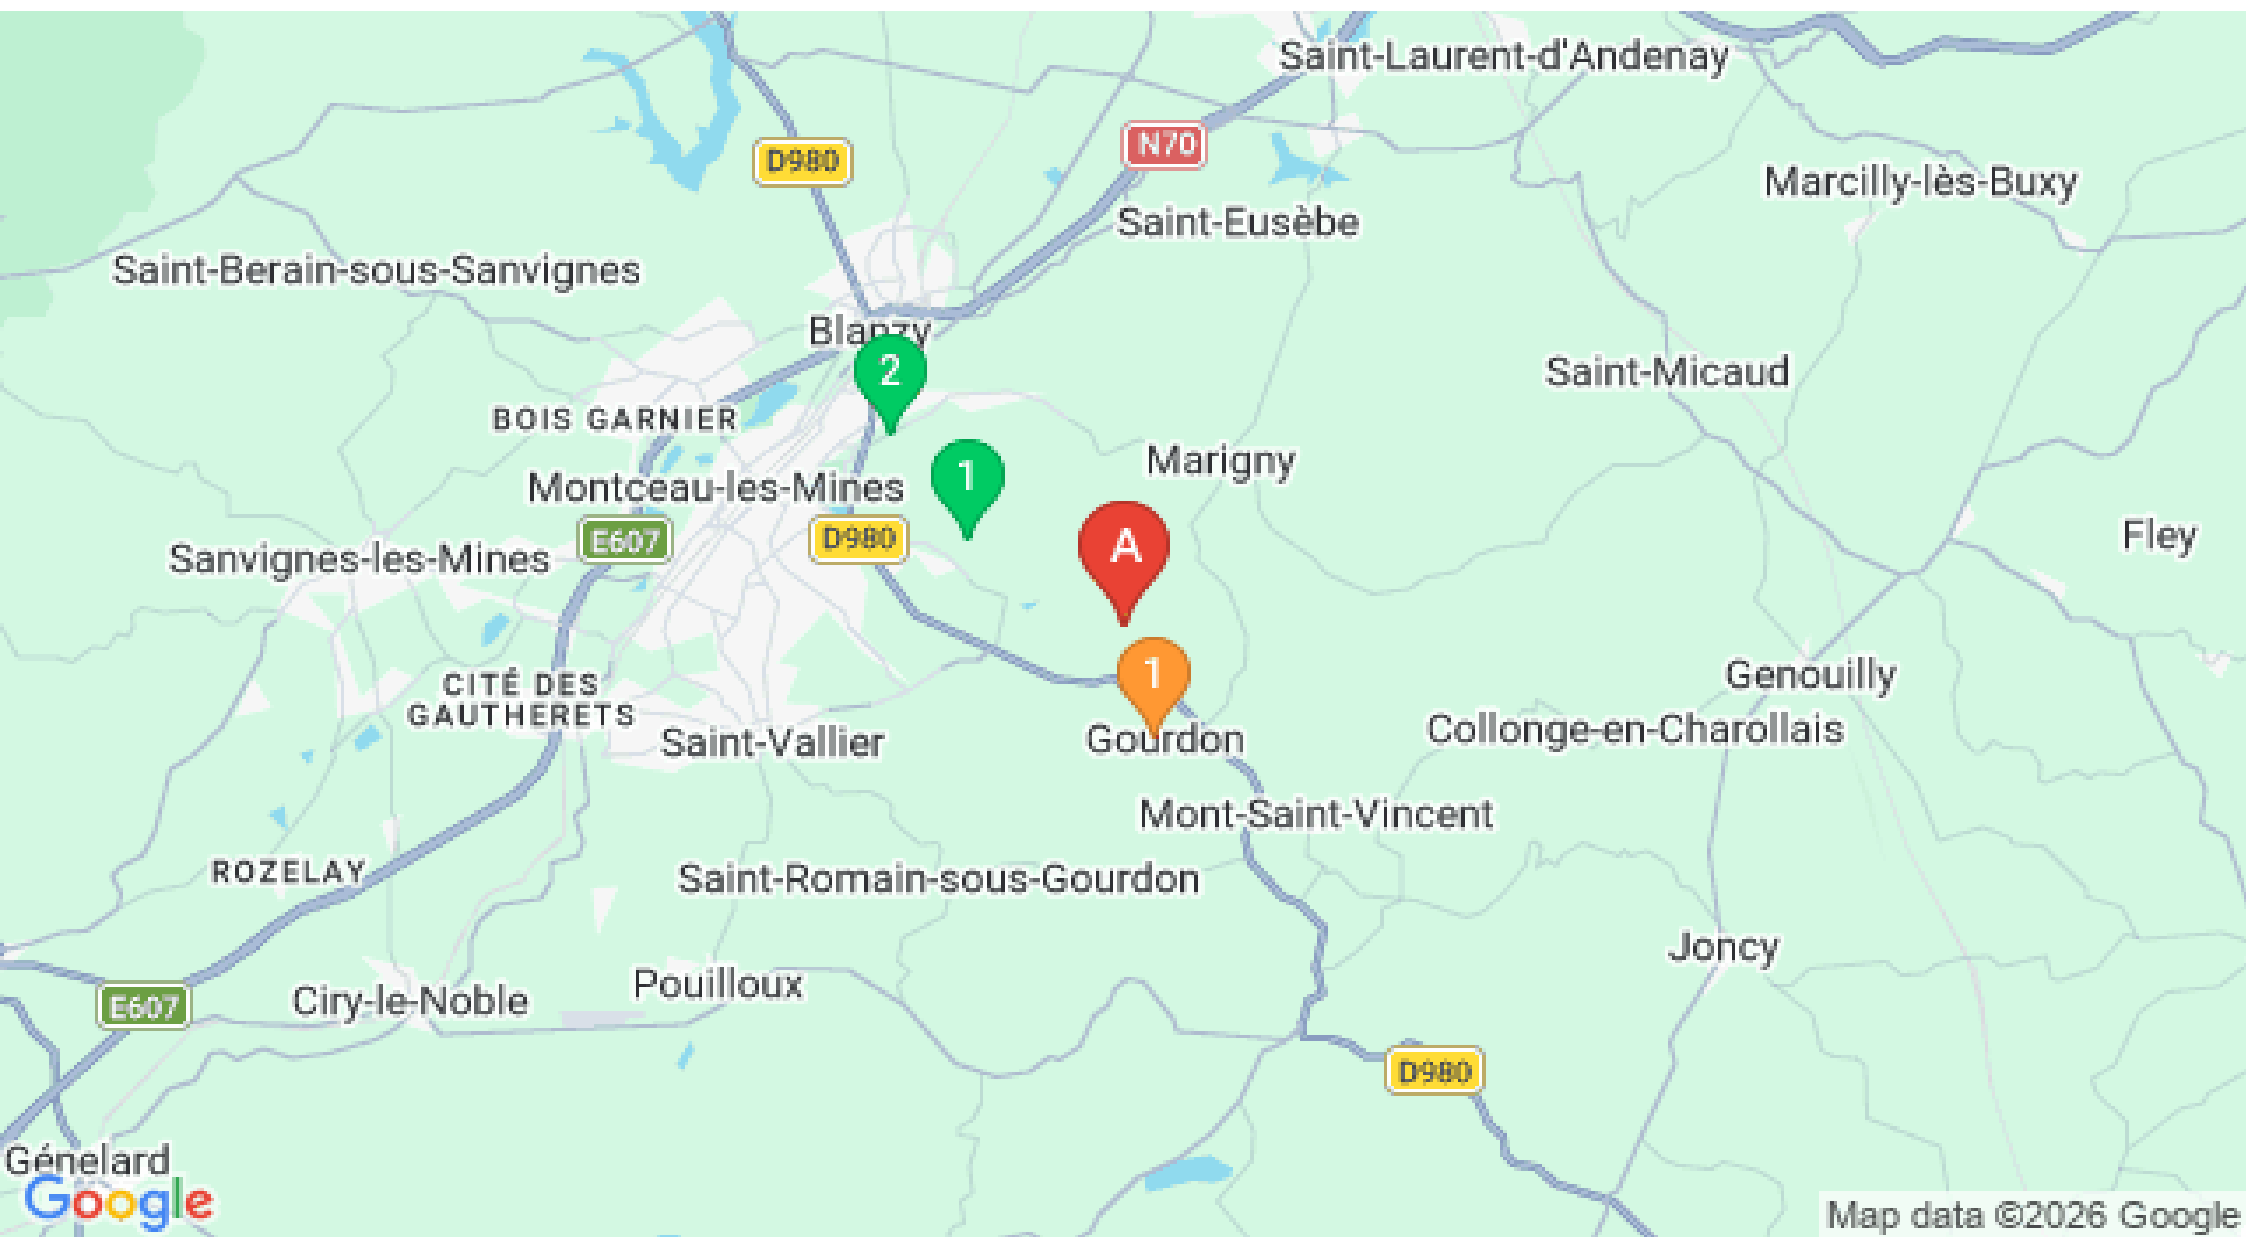 Saint-Laurent-d'Andenay
N70
D980
Marcilly-lès-Buxy
Saint-Eusèbe
Saint-Berain-sous-Sanvignes
Blanzy
2
Saint-Micaud
BOIS GARNIER
Marigny
1
Montceau-les-Mines
E607
D980
A
Fley
Sanvignes-les-Mines
1
Genouilly
CITÉ DES
GAUTHERETS
Collonge-en-Charollais
Saint-Vallier
Gourdon
Mont-Saint-Vincent
ROZELAY
Saint-Romain-sous-Gourdon
Joncy
Pouilloux
Ciry-le-Noble
E607
D980
Génelard
Google
Map data ©2026 Google